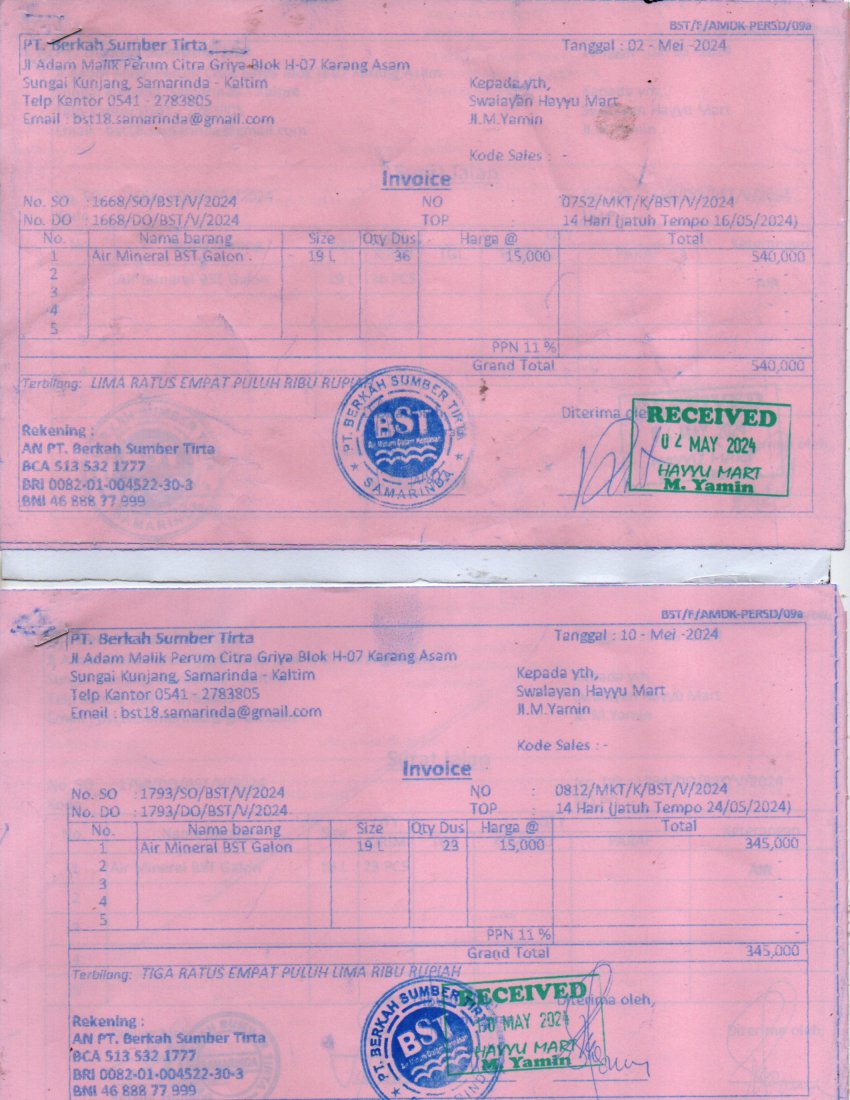 BST/F/AMDK-PERSD/09a
PT. Berkah Sumber Tirta
Tanggal : 02 - Mei -2024
Jl Adam Malik Perum Citra Griya Blok H-07 Karang Asam
Sungai Kunjang, Samarinda - Kaltim
Kepada yth,
Telp Kantor 0541 - 2783805
Swalayan Hayyu Mart
Email : bst18.samarinda@gmail.com
Jl.M.Yamin
Kode Sales : -
Invoice
No. SO : 1668/SO/BST/V/2024 NO : 0752/MKT/K/BST/V/2024
No. DO : 1668/DO/BST/V/2024 TOP : 14 Hari (Jatuh Tempo 16/05/2024)
No. Nama barang Size Qty Dus Harga @ Total
1 Air Mineral BST Galon 19 L 36 15,000 540,000
2 -
3 -
4 -
5 -
PPN 11 % -
Grand Total 540,000
Terbilang: LIMA RATUS EMPAT PULUH RIBU RUPIAH
PT. BERKAH SUMBER TIRTA
BST
Air Minum Dalam Kemasan
SAMARINDA
Diterima oleh
RECEIVED
02 MAY 2024
HAYYU MART
M. Yamin
Rekening :
AN PT. Berkah Sumber Tirta
BCA 513 532 1777
BRI 0082-01-004522-30-3
BNI 46 888 77 999
BST/F/AMDK-PERSD/09a
PT. Berkah Sumber Tirta
Tanggal : 10 - Mei -2024
Jl Adam Malik Perum Citra Griya Blok H-07 Karang Asam
Sungai Kunjang, Samarinda - Kaltim
Kepada yth,
Telp Kantor 0541 - 2783805
Swalayan Hayyu Mart
Email : bst18.samarinda@gmail.com
Jl.M.Yamin
Kode Sales : -
Invoice
No. SO : 1793/SO/BST/V/2024 NO : 0812/MKT/K/BST/V/2024
No. DO : 1793/DO/BST/V/2024 TOP : 14 Hari (Jatuh Tempo 24/05/2024)
No. Nama barang Size Qty Dus Harga @ Total
1 Air Mineral BST Galon 19 L 23 15,000 345,000
2 -
3 -
4 -
5 -
PPN 11 % -
Grand Total 345,000
Terbilang: TIGA RATUS EMPAT PULUH LIMA RIBU RUPIAH
PT. BERKAH SUMBER TIRTA
BST
Air Minum Dalam Kemasan
RECEIVED
10 MAY 2024
HAYYU MART
M. Yamin
Diterima oleh,
Rekening :
AN PT. Berkah Sumber Tirta
BCA 513 532 1777
BRI 0082-01-004522-30-3
BNI 46 888 77 999